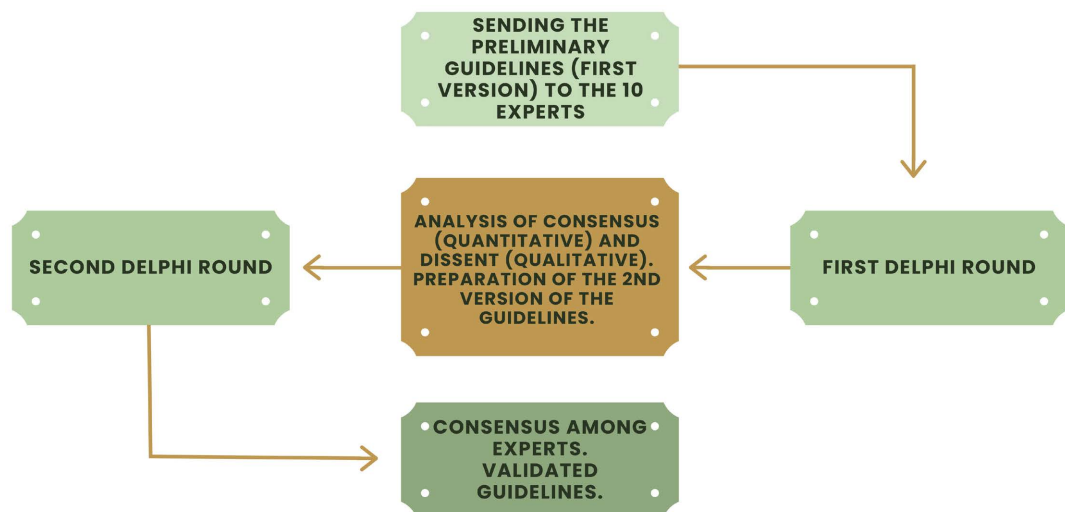 SENDING THE
PRELIMINARY
GUIDELINES (FIRST
VERSION) TO THE 10
EXPERTS
FIRST DELPHI ROUND
ANALYSIS OF CONSENSUS
(QUANTITATIVE) AND
DISSENT (QUALITATIVE).
PREPARATION OF THE 2ND
VERSION OF THE
GUIDELINES.
SECOND DELPHI ROUND
CONSENSUS AMONG
EXPERTS.
VALIDATED
GUIDELINES.